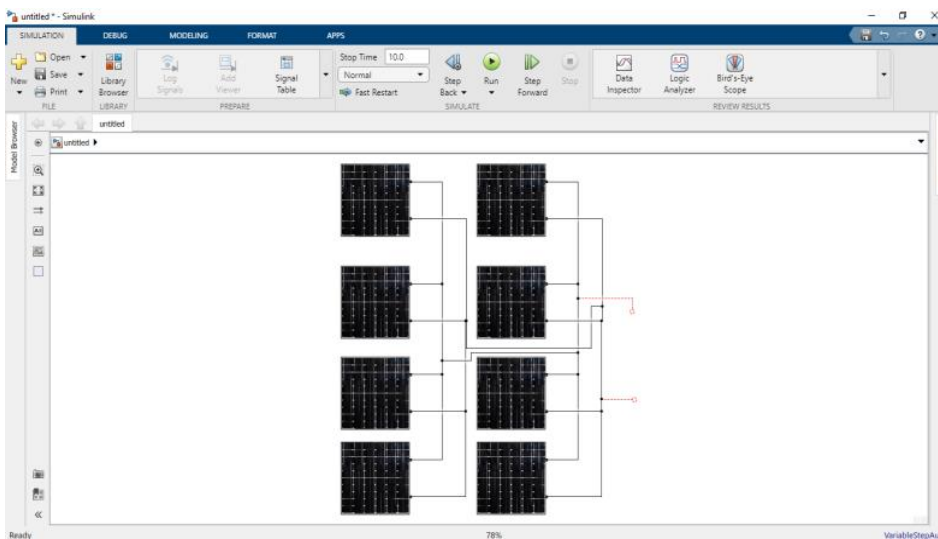 untitled * - Simulink
SIMULATION DEBUG MODELING FORMAT APPS
New
Open
Save
Print
FILE
Library Browser
LIBRARY
Log Signals
Add Viewer
Signal Table
PREPARE
Stop Time 10.0
Normal
Fast Restart
Step Back
Run
Step Forward
Stop
SIMULATE
Data Inspector
Logic Analyzer
Bird's-Eye Scope
REVIEW RESULTS
untitled
untitled
Model Browser
Ready
78%
VariableStepAu